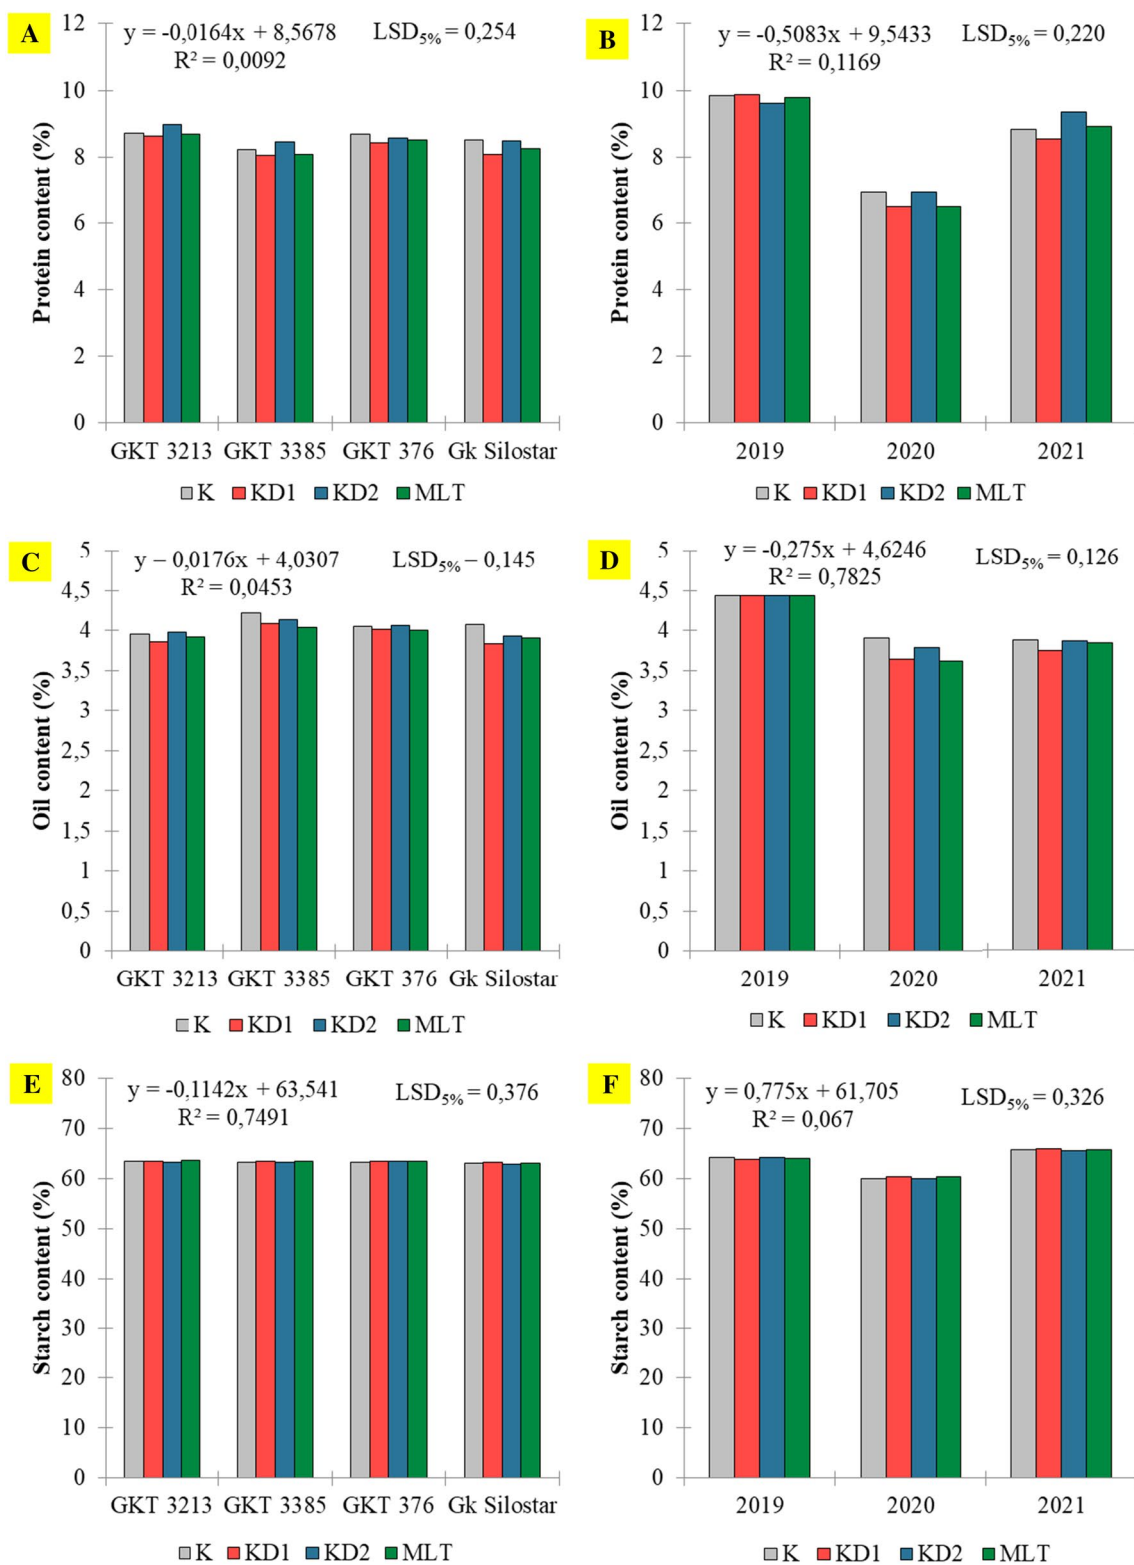 A
y = -0,0164x + 8,5678 LSD5% = 0,254
R² = 0,0092
12
10
8
6
4
2
0
Protein content (%)
GKT 3213 GKT 3385 GKT 376 Gk Silostar
K KD1 KD2 MLT
B
y = -0,5083x + 9,5433 LSD5% = 0,220
R² = 0,1169
12
10
8
6
4
2
0
Protein content (%)
2019 2020 2021
K KD1 KD2 MLT
C
y – 0,0176x + 4,0307 LSD5% – 0,145
R² = 0,0453
5
4,5
4
3,5
3
2,5
2
1,5
1
0,5
0
Oil content (%)
GKT 3213 GKT 3385 GKT 376 Gk Silostar
K KD1 KD2 MLT
D
y = -0,275x + 4,6246 LSD5% = 0,126
R² = 0,7825
5
4,5
4
3,5
3
2,5
2
1,5
1
0,5
0
Oil content (%)
2019 2020 2021
K KD1 KD2 MLT
E
y = -0,1142x + 63,541 LSD5% = 0,376
R² = 0,7491
80
70
60
50
40
30
20
10
0
Starch content (%)
GKT 3213 GKT 3385 GKT 376 Gk Silostar
K KD1 KD2 MLT
F
y = 0,775x + 61,705 LSD5% = 0,326
R² = 0,067
80
70
60
50
40
30
20
10
0
Starch content (%)
2019 2020 2021
K KD1 KD2 MLT